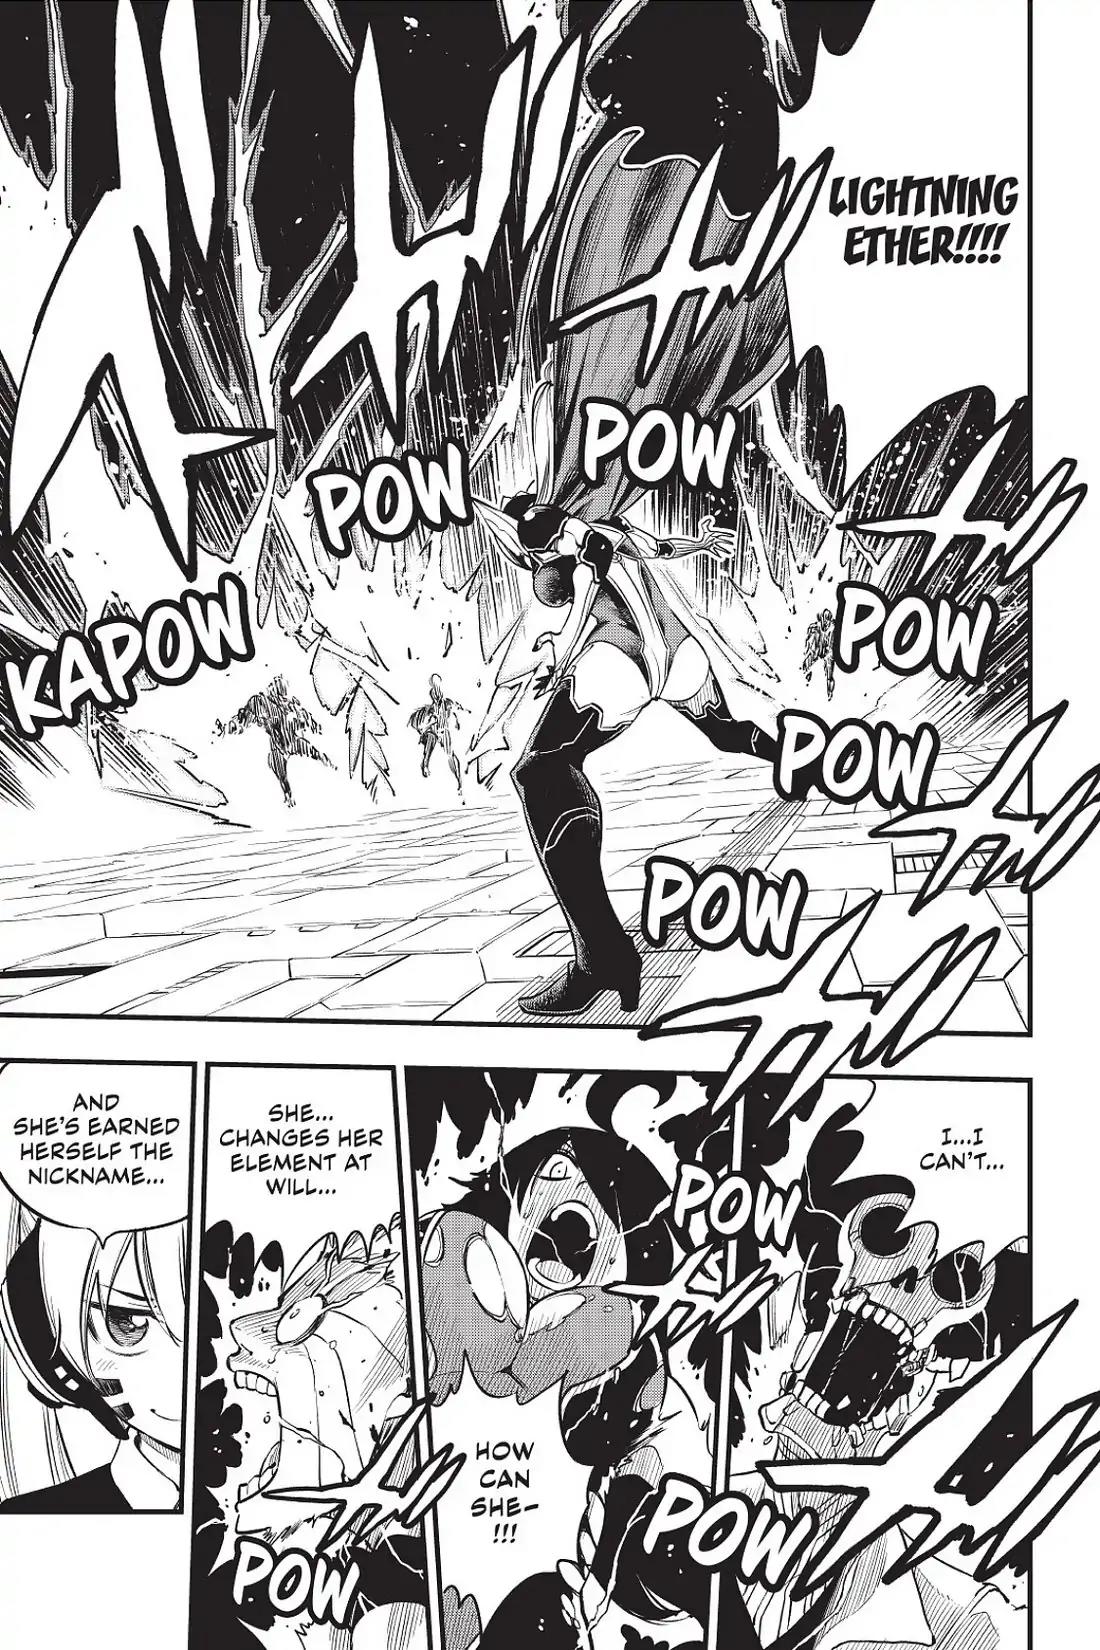 LIGHTNING
ETHER!!!!
POW
POW
KAPOW
POW
POW
POW
I...I
CAN'T...
POW
HOW
CAN
SHE–
!!!
POW
SHE...
CHANGES HER
ELEMENT AT
WILL...
POW
AND
SHE'S EARNED
HERSELF THE
NICKNAME...